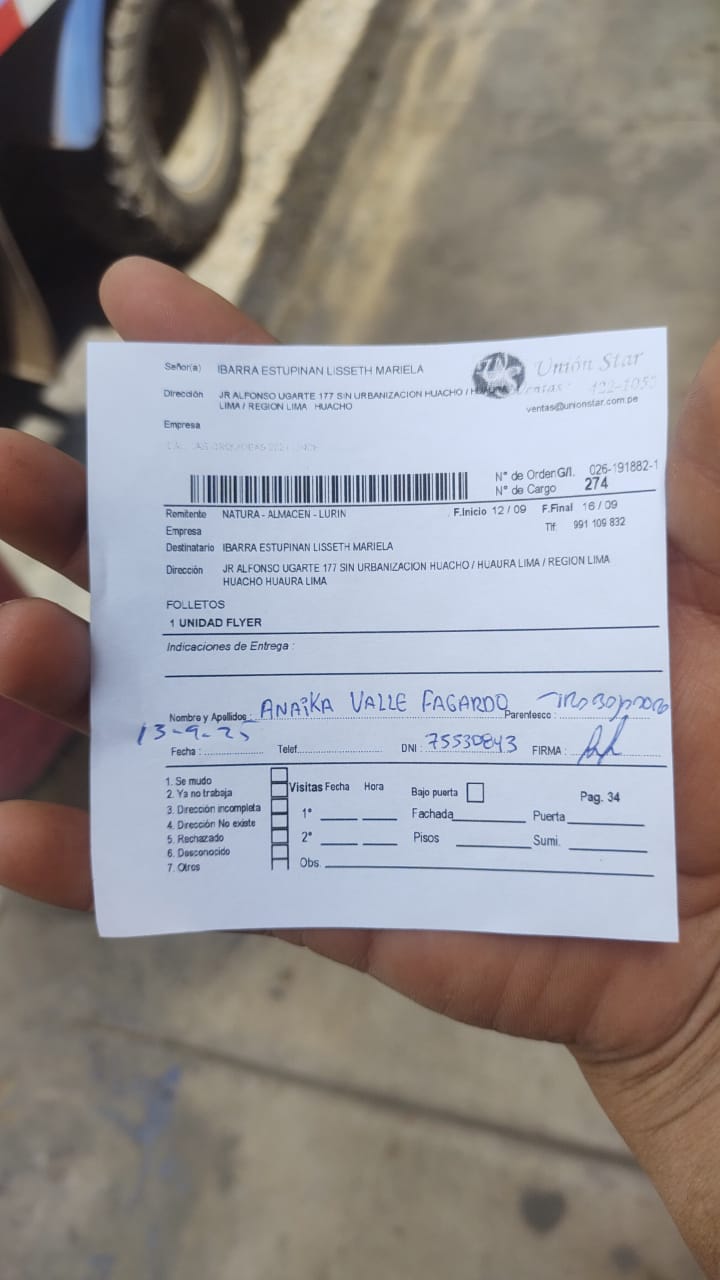 Señor(a) IBARRA ESTUPINAN LISSETH MARIELA
Unión Star
Dirección JR ALFONSO UGARTE 177 SIN URBANIZACION HUACHO / HUAURA
LIMA / REGION LIMA HUACHO
Ventas: 422-1053
ventas@unionstar.com.pe
Empresa
N° de Orden G/I. 026-191882-1
N° de Cargo 274
Remitente NATURA - ALMACEN - LURIN F.Inicio 12 / 09 F.Final 16 / 09
Empresa Tlf: 991 109 832
Destinatario IBARRA ESTUPINAN LISSETH MARIELA
Dirección JR ALFONSO UGARTE 177 SIN URBANIZACION HUACHO / HUAURA LIMA / REGION LIMA
HUACHO HUAURA LIMA
FOLLETOS
1 UNIDAD FLYER
Indicaciones de Entrega :
Nombre y Apellidos : ANAIKA VALLE FAGARDO Parentesco :
13-9-25
Fecha : Telef. DNI : 75530843 FIRMA :
1. Se mudo
2. Ya no trabaja
3. Dirección incompleta
4. Dirección No existe
5. Rechazado
6. Desconocido
7. Otros
Visitas Fecha Hora Bajo puerta Pag. 34
1° Fachada Puerta
2° Pisos Sumi.
Obs.